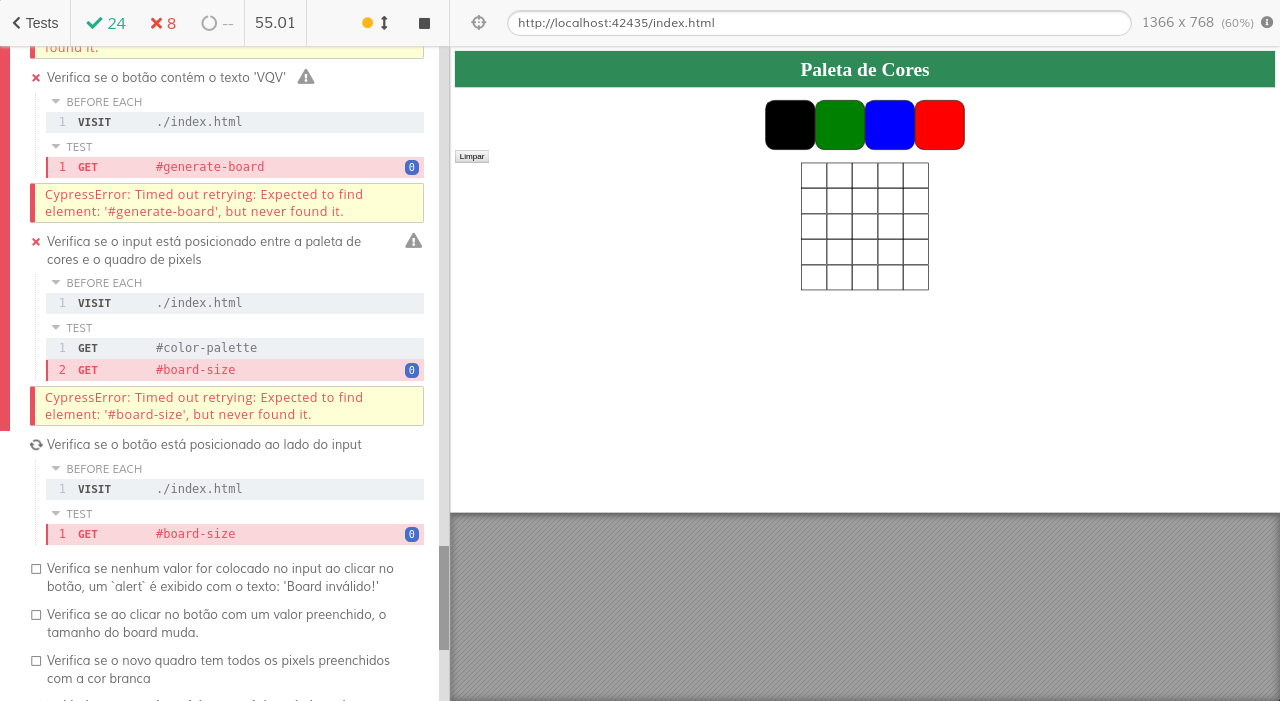 Tests
24
8
--
55.01
http://localhost:42435/index.html
1366 x 768 (60%)
found it.
Verifica se o botão contém o texto 'VQV'
BEFORE EACH
1 VISIT ./index.html
TEST
1 GET #generate-board 0
CypressError: Timed out retrying: Expected to find
element: '#generate-board', but never found it.
Verifica se o input está posicionado entre a paleta de
cores e o quadro de pixels
BEFORE EACH
1 VISIT ./index.html
TEST
1 GET #color-palette
2 GET #board-size 0
CypressError: Timed out retrying: Expected to find
element: '#board-size', but never found it.
Verifica se o botão está posicionado ao lado do input
BEFORE EACH
1 VISIT ./index.html
TEST
1 GET #board-size 0
Verifica se nenhum valor for colocado no input ao clicar no
botão, um `alert` é exibido com o texto: 'Board inválido!'
Verifica se ao clicar no botão com um valor preenchido, o
tamanho do board muda.
Verifica se o novo quadro tem todos os pixels preenchidos
com a cor branca
Paleta de Cores
Limpar